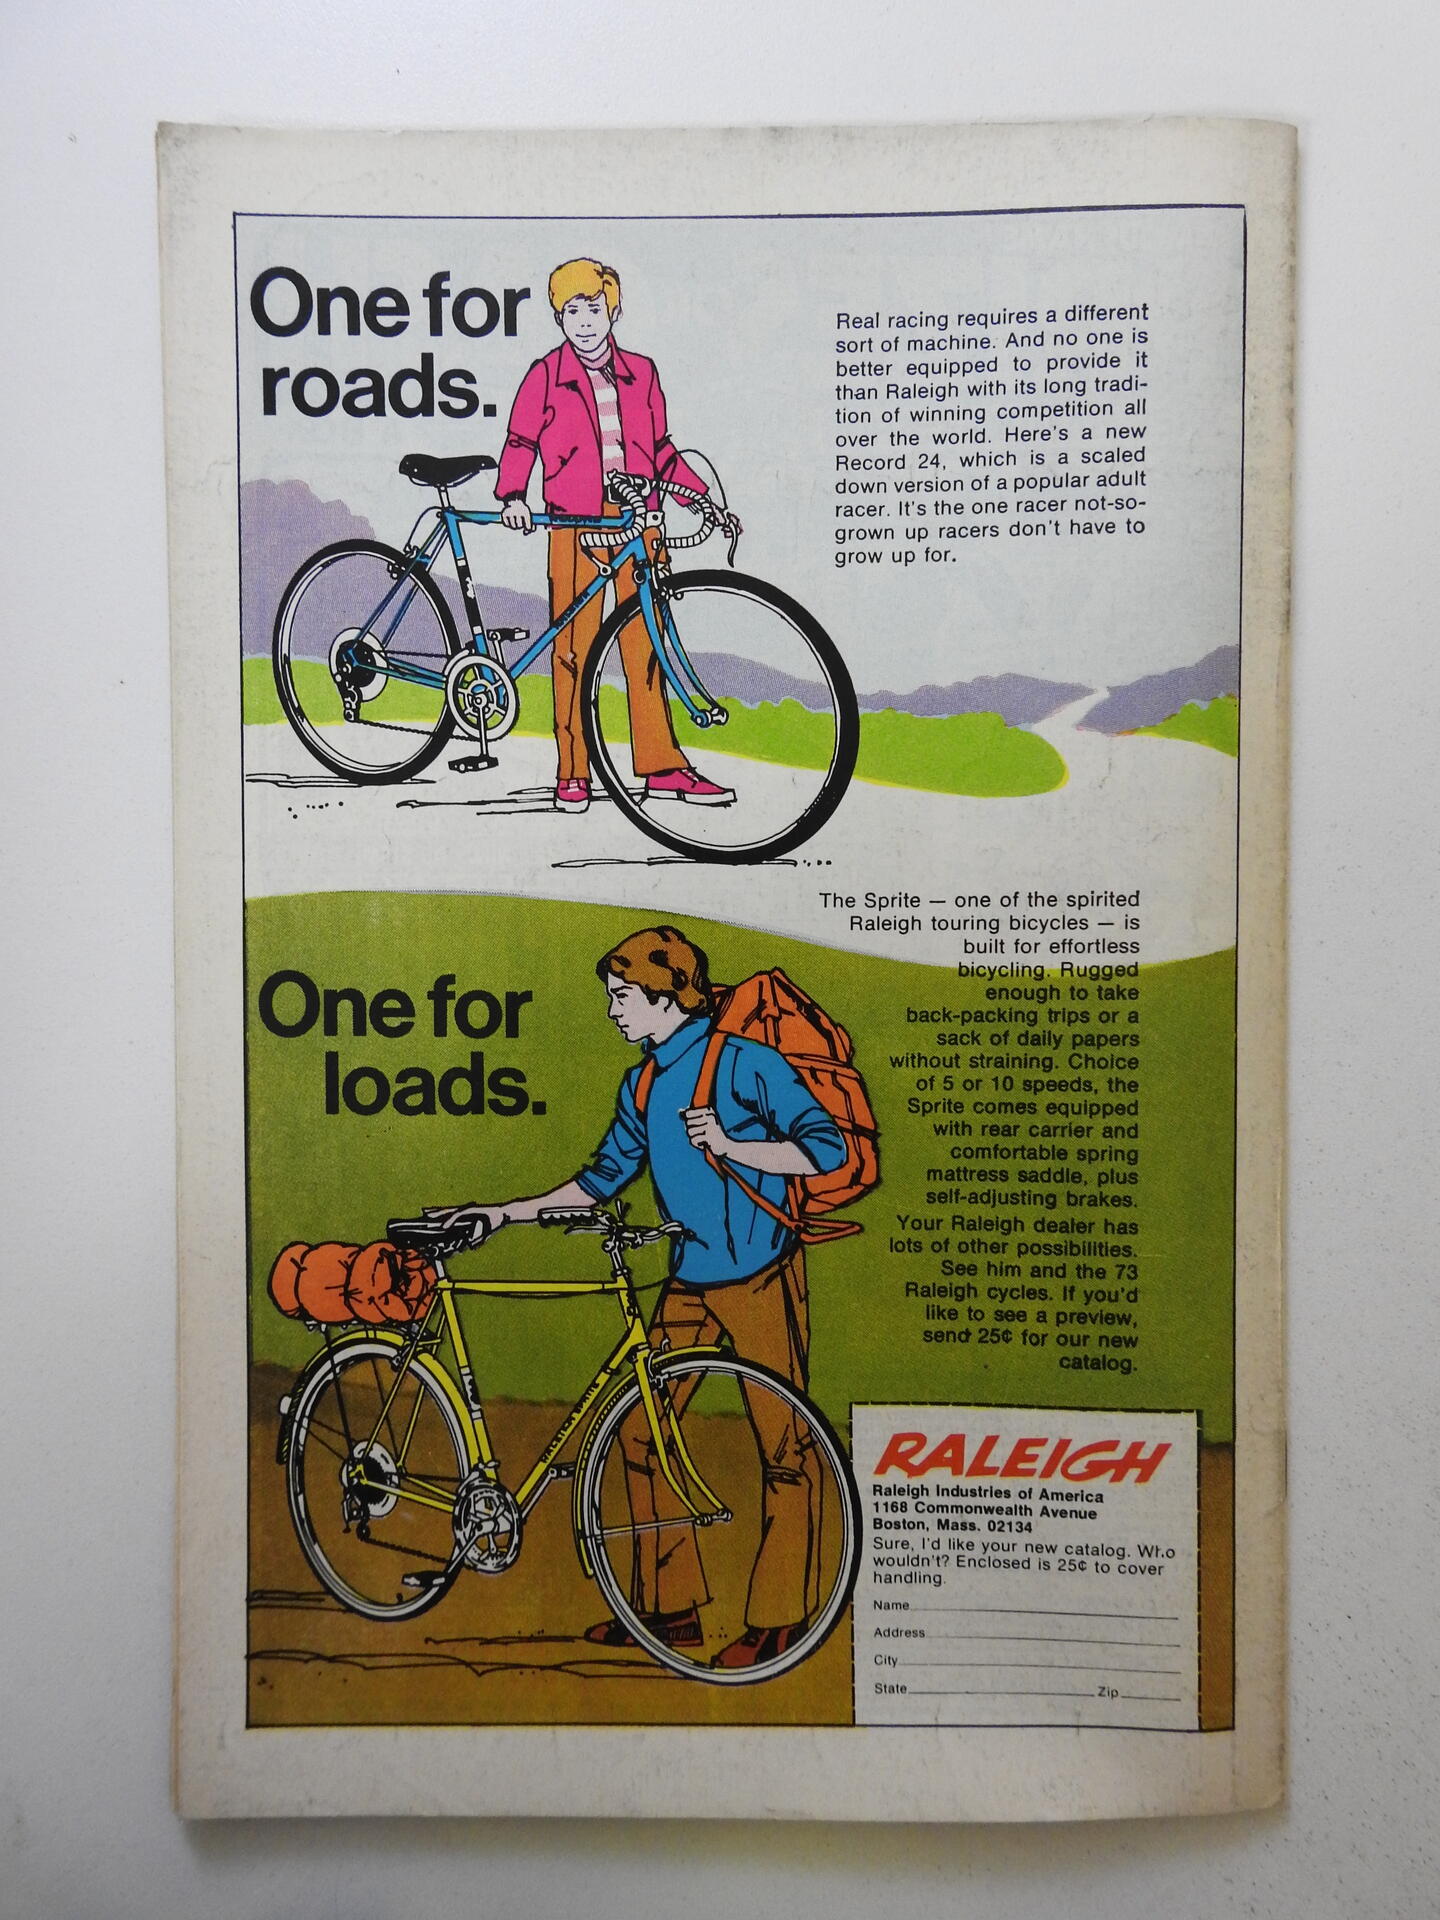 One for
roads.
Real racing requires a different
sort of machine. And no one is
better equipped to provide it
than Raleigh with its long tradi-
tion of winning competition all
over the world. Here's a new
Record 24, which is a scaled
down version of a popular adult
racer. It's the one racer not-so-
grown up racers don't have to
grow up for.
The Sprite — one of the spirited
Raleigh touring bicycles — is
built for effortless
bicycling. Rugged
enough to take
back-packing trips or a
sack of daily papers
without straining. Choice
of 5 or 10 speeds, the
Sprite comes equipped
with rear carrier and
comfortable spring
mattress saddle, plus
self-adjusting brakes.
Your Raleigh dealer has
lots of other possibilities.
See him and the 73
Raleigh cycles. If you'd
like to see a preview,
send 25¢ for our new
catalog.
One for
loads.
RALEIGH SPRITE
RALEIGH
Raleigh Industries of America
1168 Commonwealth Avenue
Boston, Mass. 02134
Sure, I'd like your new catalog. Who
wouldn't? Enclosed is 25¢ to cover
handling.
Name
Address
City
State Zip